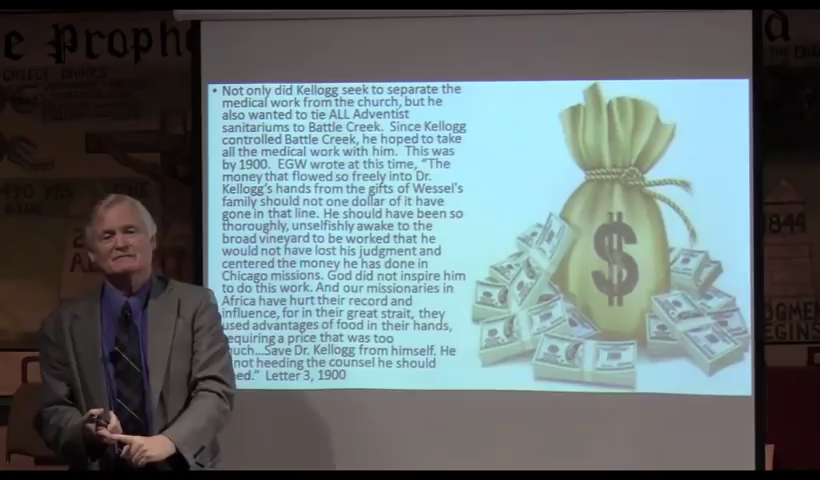 e Proph
• Not only did Kellogg seek to separate the
medical work from the church, but he
also wanted to tie ALL Adventist
sanitariums to Battle Creek. Since Kellogg
controlled Battle Creek, he hoped to take
all the medical work with him. This was
by 1900. EGW wrote at this time, “The
money that flowed so freely into Dr.
Kellogg’s hands from the gifts of Wessel’s
family should not one dollar of it have
gone in that line. He should have been so
thoroughly, unselfishly awake to the
broad vineyard to be worked that he
would not have lost his judgment and
centered the money he has done in
Chicago missions. God did not inspire him
to do this work. And our missionaries in
Africa have hurt their record and
influence, for in their great strait, they
used advantages of food in their hands,
equiring a price that was too
uch...Save Dr. Kellogg from himself. He
not heeding the counsel he should
ed.” Letter 3, 1900
$
1844
DGMEN
BEGINS